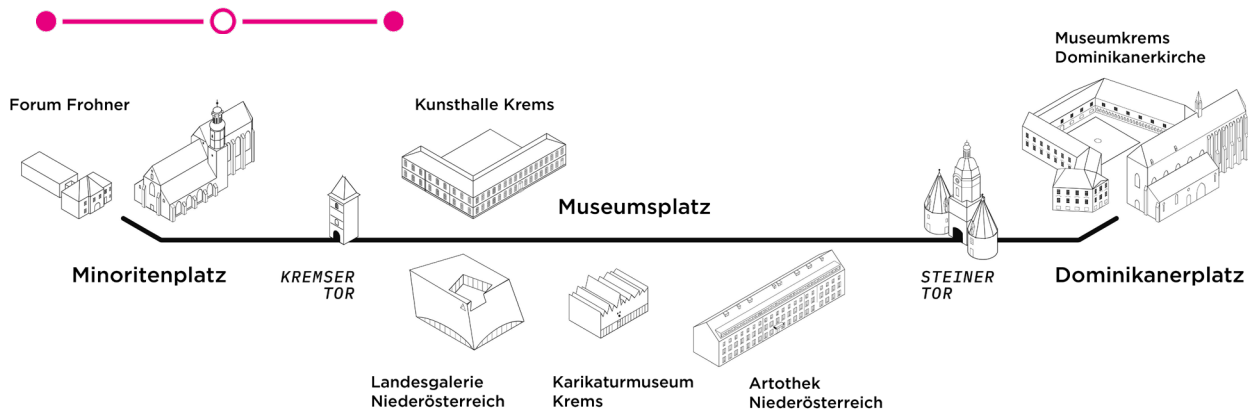 Museumkrems
Dominikanerkirche
Forum Frohner
Kunsthalle Krems
Museumsplatz
Minoritenplatz
KREMSER
TOR
STEINER
TOR
Dominikanerplatz
Landesgalerie
Niederösterreich
Karikaturmuseum
Krems
Artothek
Niederösterreich